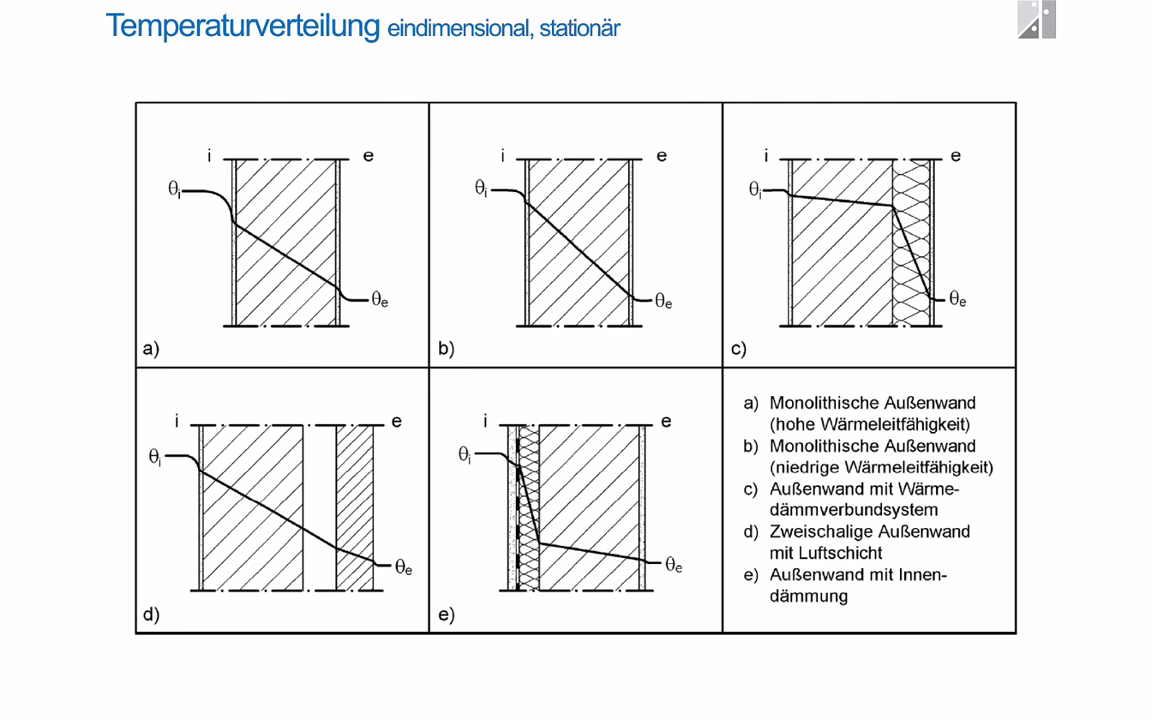 Temperaturverteilung eindimensional, stationär
i e
θi
θe
a)
i e
θi
θe
b)
i e
θi
θe
c)
i e
θi
θe
d)
i e
θi
θe
e)
a) Monolithische Außenwand
(hohe Wärmeleitfähigkeit)
b) Monolithische Außenwand
(niedrige Wärmeleitfähigkeit)
c) Außenwand mit Wärme-
dämmverbundsystem
d) Zweischalige Außenwand
mit Luftschicht
e) Außenwand mit Innen-
dämmung